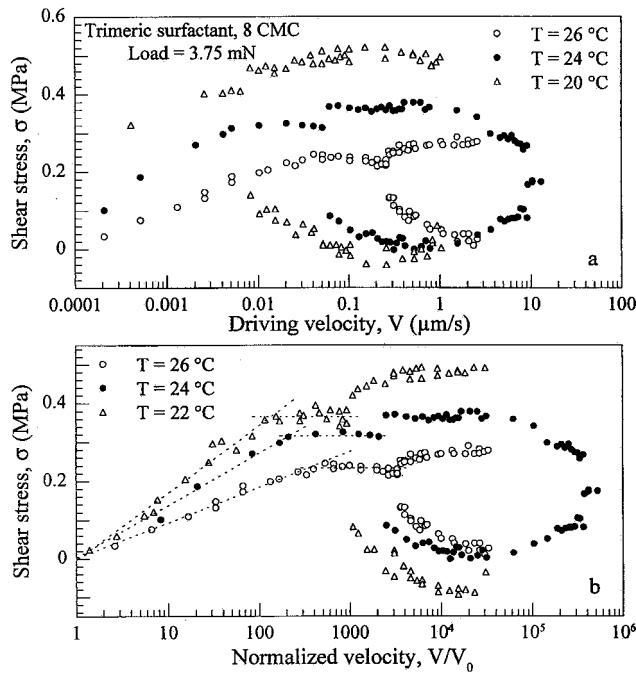 Trimeric surfactant, 8 CMC
Load = 3.75 mN
T = 26 °C
T = 24 °C
T = 20 °C
0.6
0.4
0.2
0
Shear stress, σ (MPa)
a
0.0001 0.001 0.01 0.1 1 10 100
Driving velocity, V (μm/s)
T = 26 °C
T = 24 °C
T = 22 °C
0.4
0.2
0
Shear stress, σ (MPa)
b
1 10 100 1000 10⁴ 10⁵ 10⁶
Normalized velocity, V/V₀